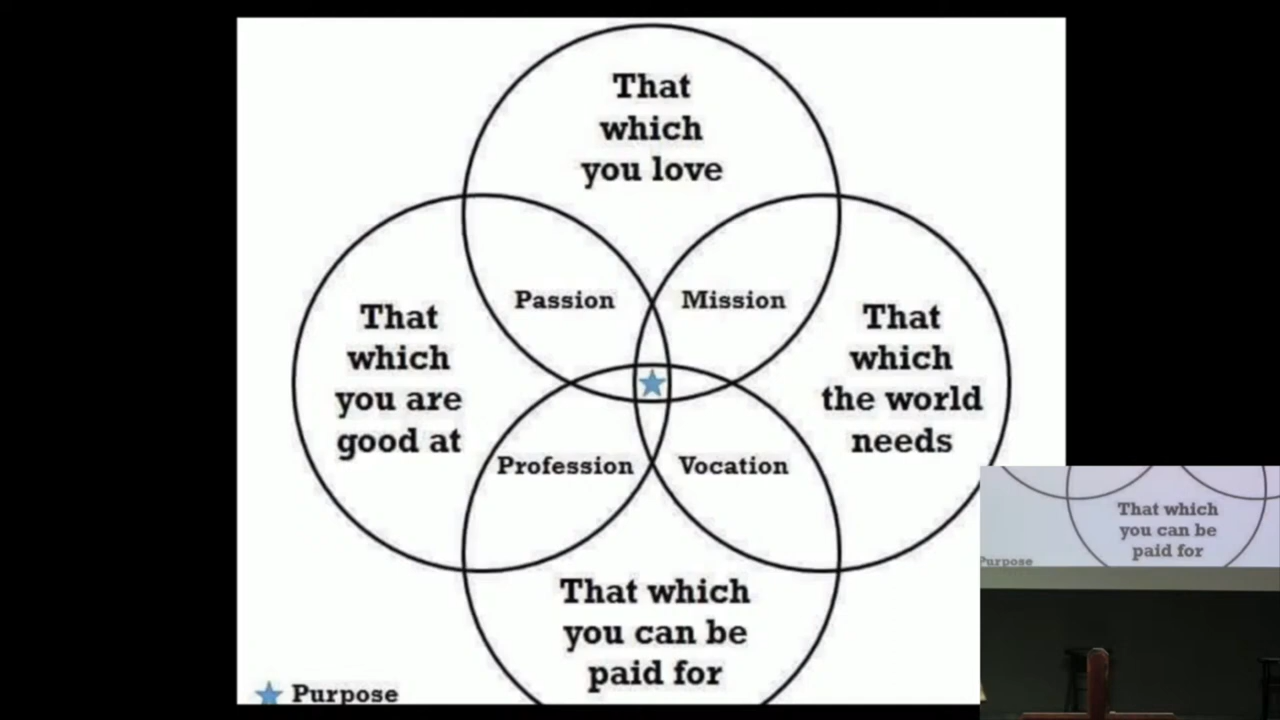 That
which
you love
Passion
Mission
That
which
you are
good at
That
which
the world
needs
Profession
Vocation
That which
you can be
paid for
Purpose
That which
you can be
paid for
Purpose